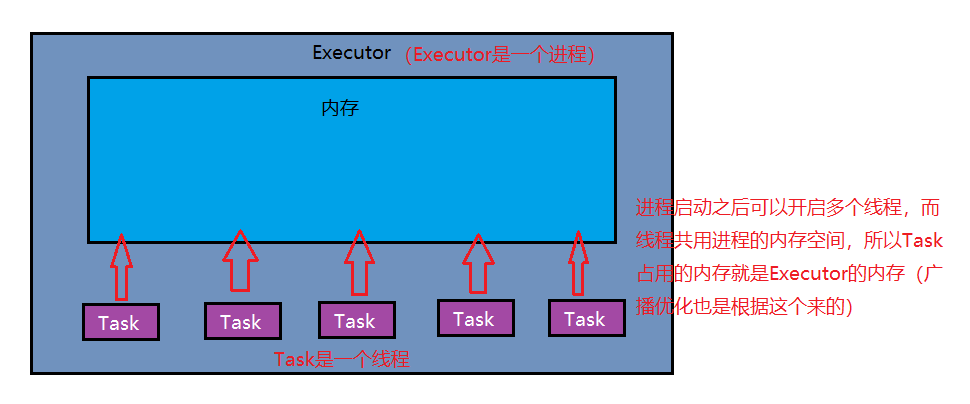 Executor（Executor是一个进程）
内存
进程启动之后可以开启多个线程，而
线程共用进程的内存空间，所以Task
占用的内存就是Executor的内存（广
播优化也是根据这个来的）
Task Task Task Task Task
Task是一个线程